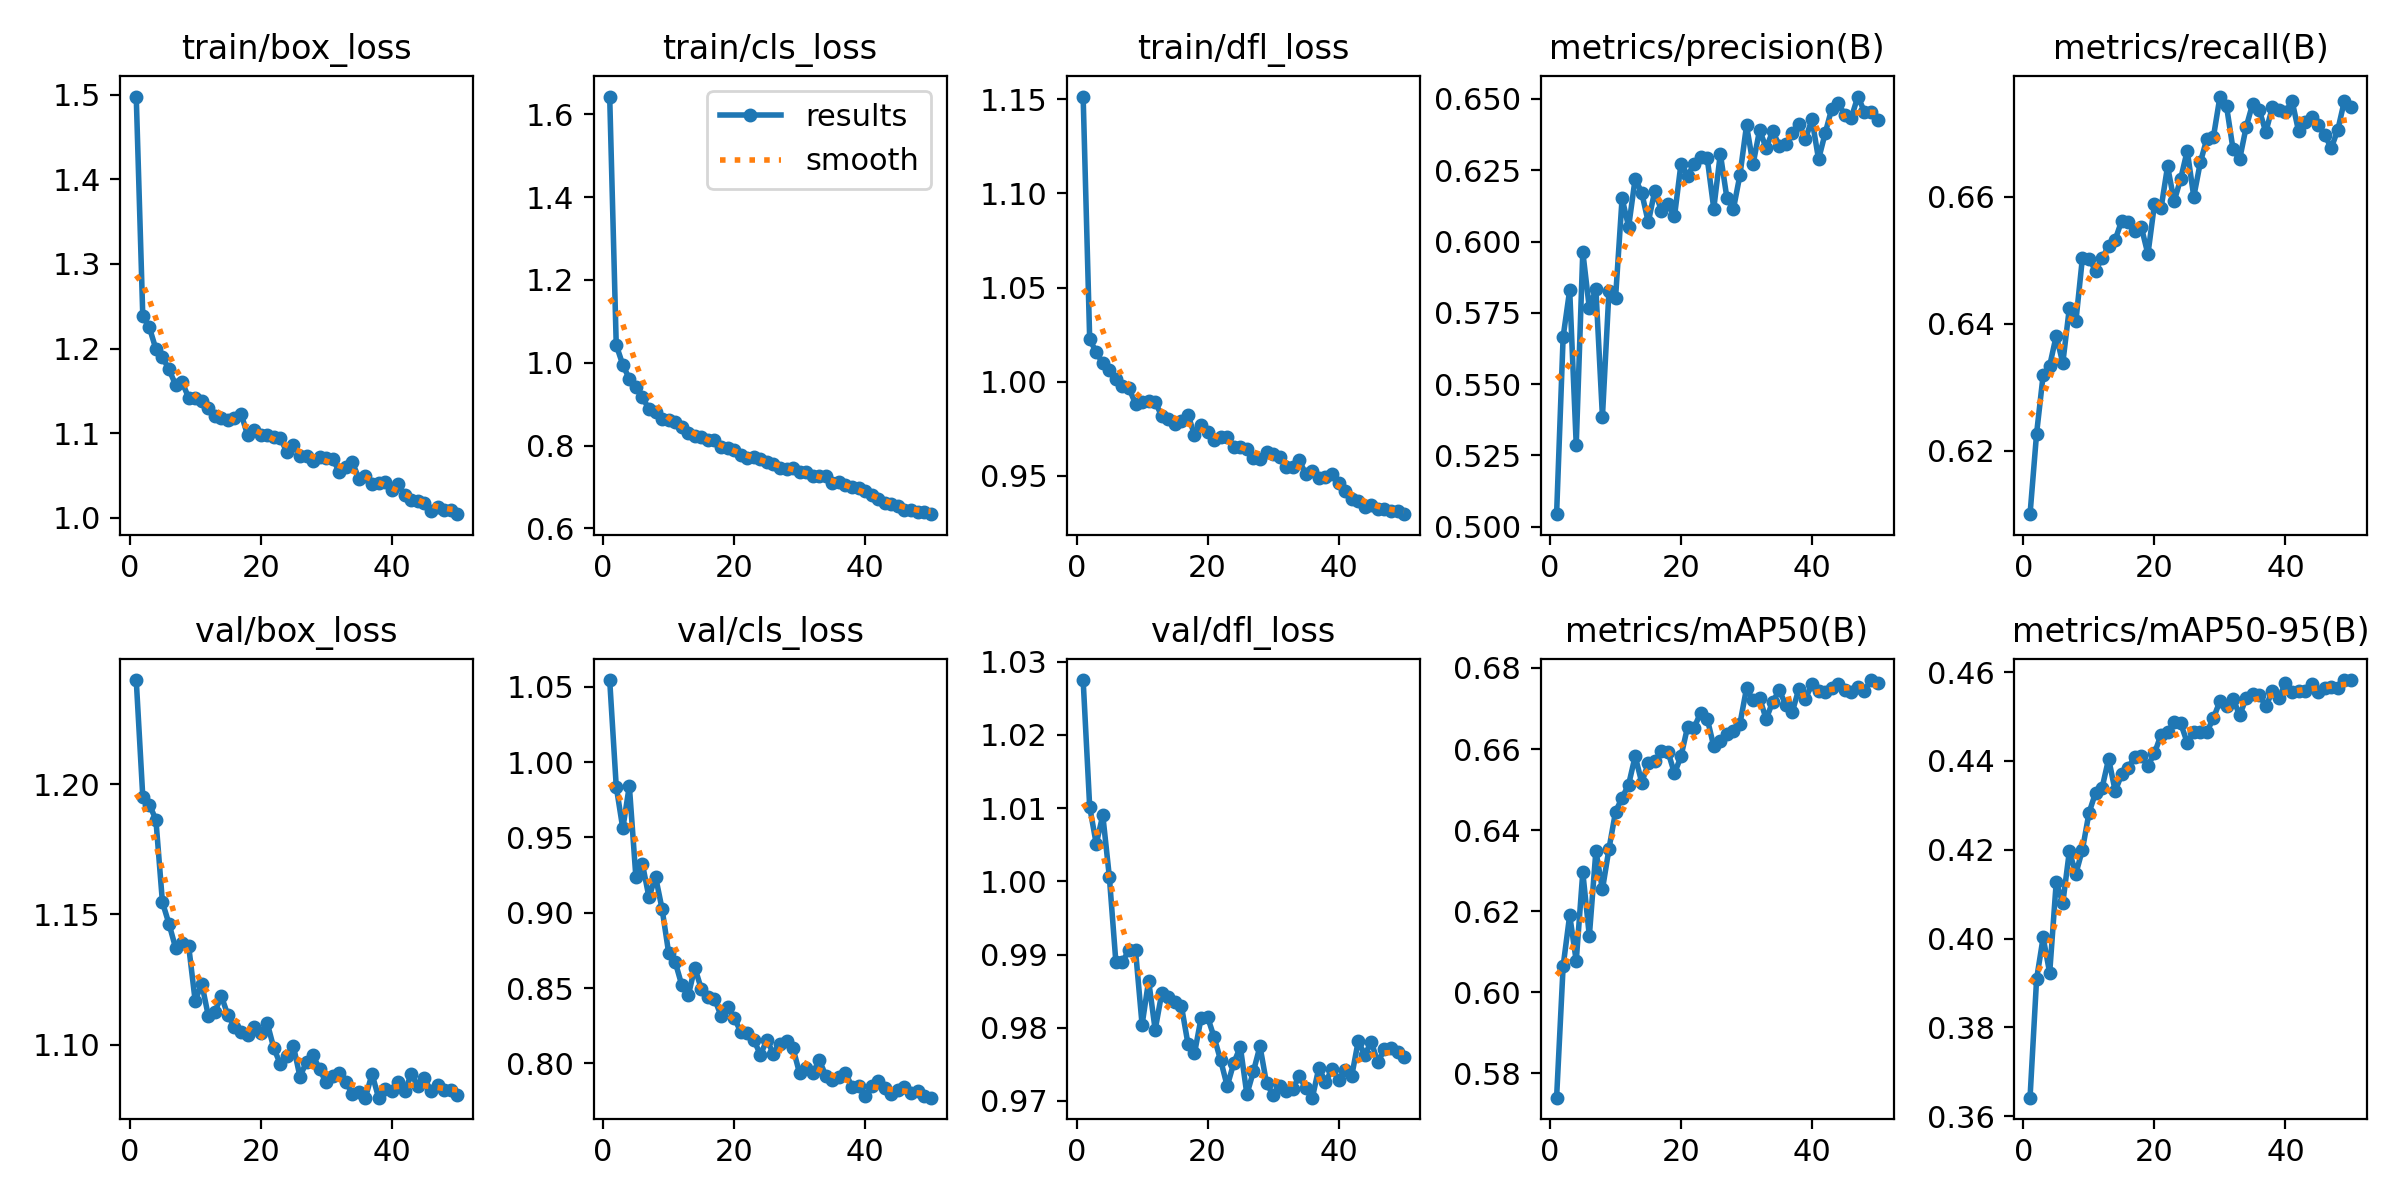 train/box_loss
1.5
1.4
1.3
1.2
1.1
1.0
0 20 40
train/cls_loss
results
smooth
1.6
1.4
1.2
1.0
0.8
0.6
0 20 40
train/dfl_loss
1.15
1.10
1.05
1.00
0.95
0 20 40
metrics/precision(B)
0.650
0.625
0.600
0.575
0.550
0.525
0.500
0 20 40
metrics/recall(B)
0.66
0.64
0.62
0 20 40
val/box_loss
1.20
1.15
1.10
0 20 40
val/cls_loss
1.05
1.00
0.95
0.90
0.85
0.80
0 20 40
val/dfl_loss
1.03
1.02
1.01
1.00
0.99
0.98
0.97
0 20 40
metrics/mAP50(B)
0.68
0.66
0.64
0.62
0.60
0.58
0 20 40
metrics/mAP50-95(B)
0.46
0.44
0.42
0.40
0.38
0.36
0 20 40